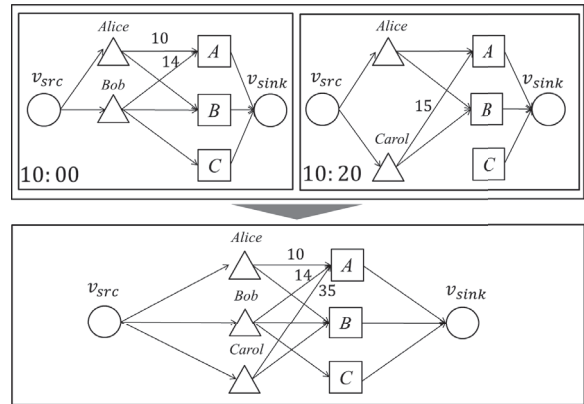 Alice
10
A
14
v_src
v_sink
Bob
B
C
10:00
Alice
A
v_src
v_sink
15
B
Carol
C
10:20
Alice
10
A
14
35
v_src
Bob
v_sink
B
Carol
C